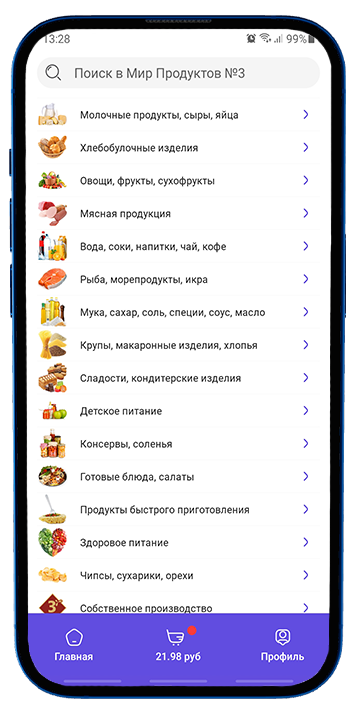 13:28
99%
Поиск в Мир Продуктов №3
Молочные продукты, сыры, яйца
Хлебобулочные изделия
Овощи, фрукты, сухофрукты
Мясная продукция
Вода, соки, напитки, чай, кофе
Рыба, морепродукты, икра
Мука, сахар, соль, специи, соус, масло
Крупы, макаронные изделия, хлопья
Сладости, кондитерские изделия
Детское питание
Консервы, соленья
Готовые блюда, салаты
Продукты быстрого приготовления
Здоровое питание
Чипсы, сухарики, орехи
Собственное производство
Главная
21.98 руб
Профиль